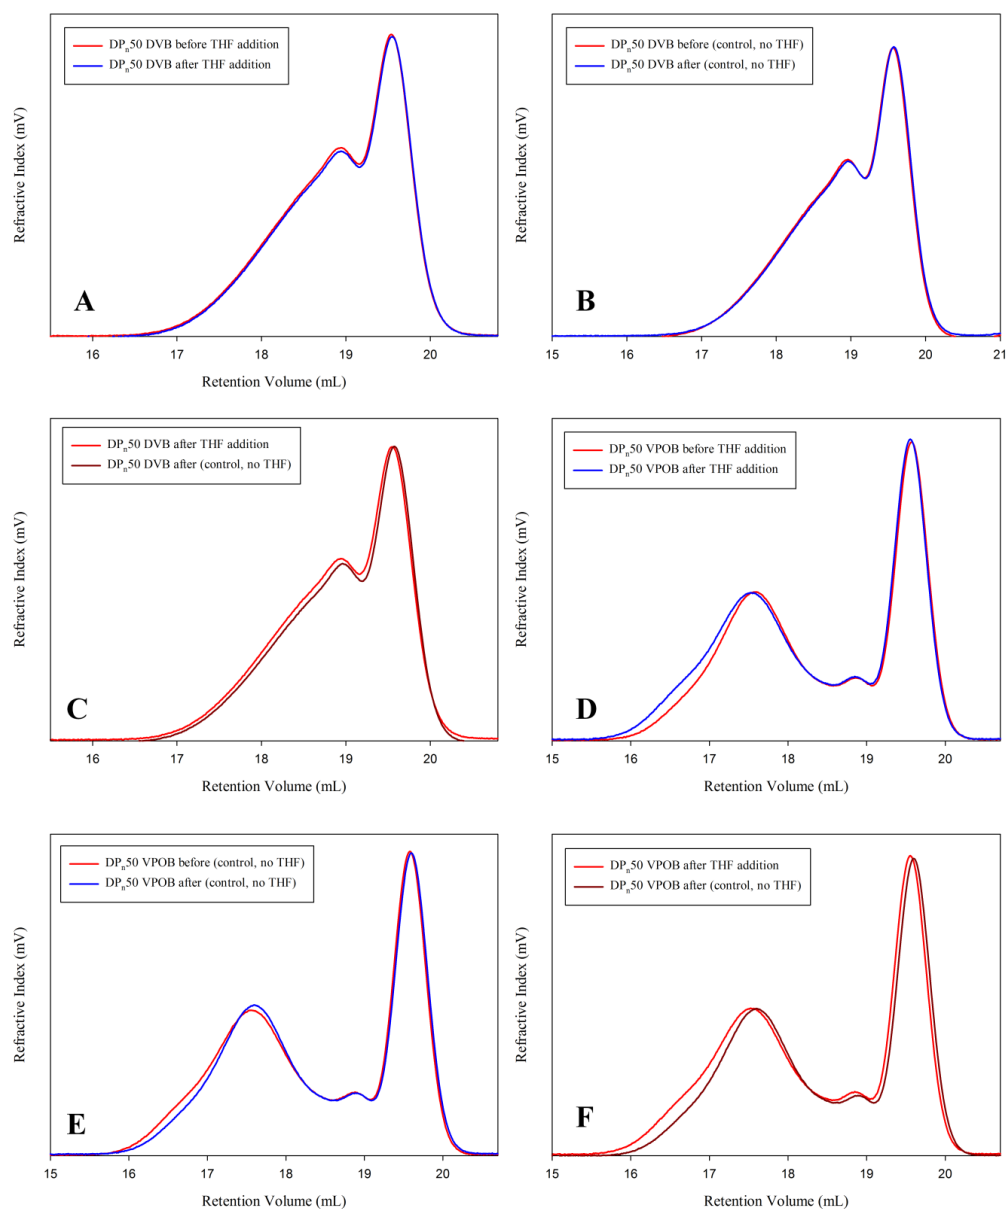 DPn50 DVB before THF addition
DPn50 DVB after THF addition
Refractive Index (mV)
A
16 17 18 19 20
Retention Volume (mL)
DPn50 DVB before (control, no THF)
DPn50 DVB after (control, no THF)
Refractive Index (mV)
B
15 16 17 18 19 20 21
Retention Volume (mL)
DPn50 DVB after THF addition
DPn50 DVB after (control, no THF)
Refractive Index (mV)
C
16 17 18 19 20
Retention Volume (mL)
DPn50 VPOB before THF addition
DPn50 VPOB after THF addition
Refractive Index (mV)
D
15 16 17 18 19 20
Retention Volume (mL)
DPn50 VPOB before (control, no THF)
DPn50 VPOB after (control, no THF)
Refractive Index (mV)
E
15 16 17 18 19 20
Retention Volume (mL)
DPn50 VPOB after THF addition
DPn50 VPOB after (control, no THF)
Refractive Index (mV)
F
15 16 17 18 19 20
Retention Volume (mL)